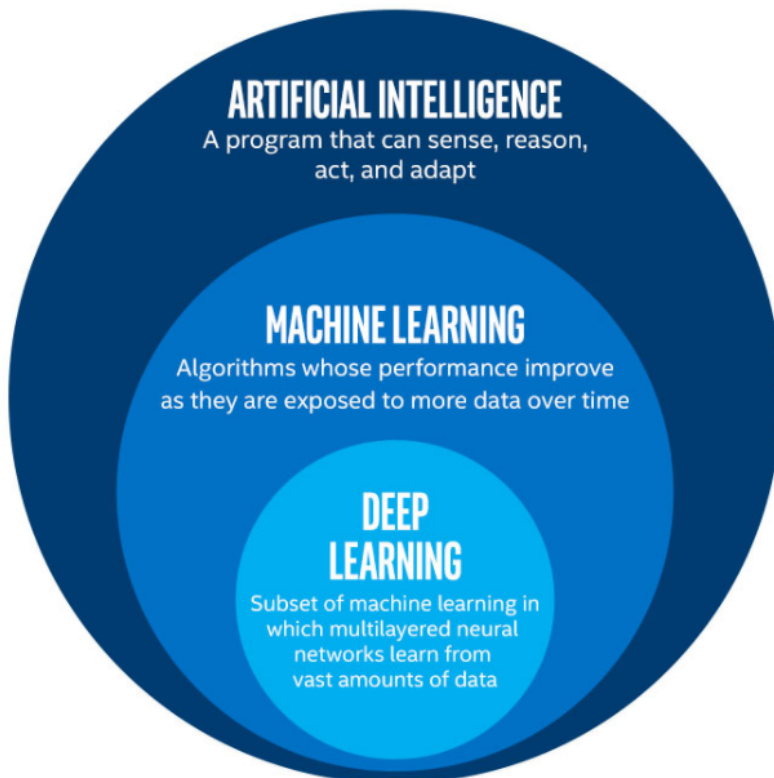 ARTIFICIAL INTELLIGENCE
A program that can sense, reason,
act, and adapt
MACHINE LEARNING
Algorithms whose performance improve
as they are exposed to more data over time
DEEP
LEARNING
Subset of machine learning in
which multilayered neural
networks learn from
vast amounts of data